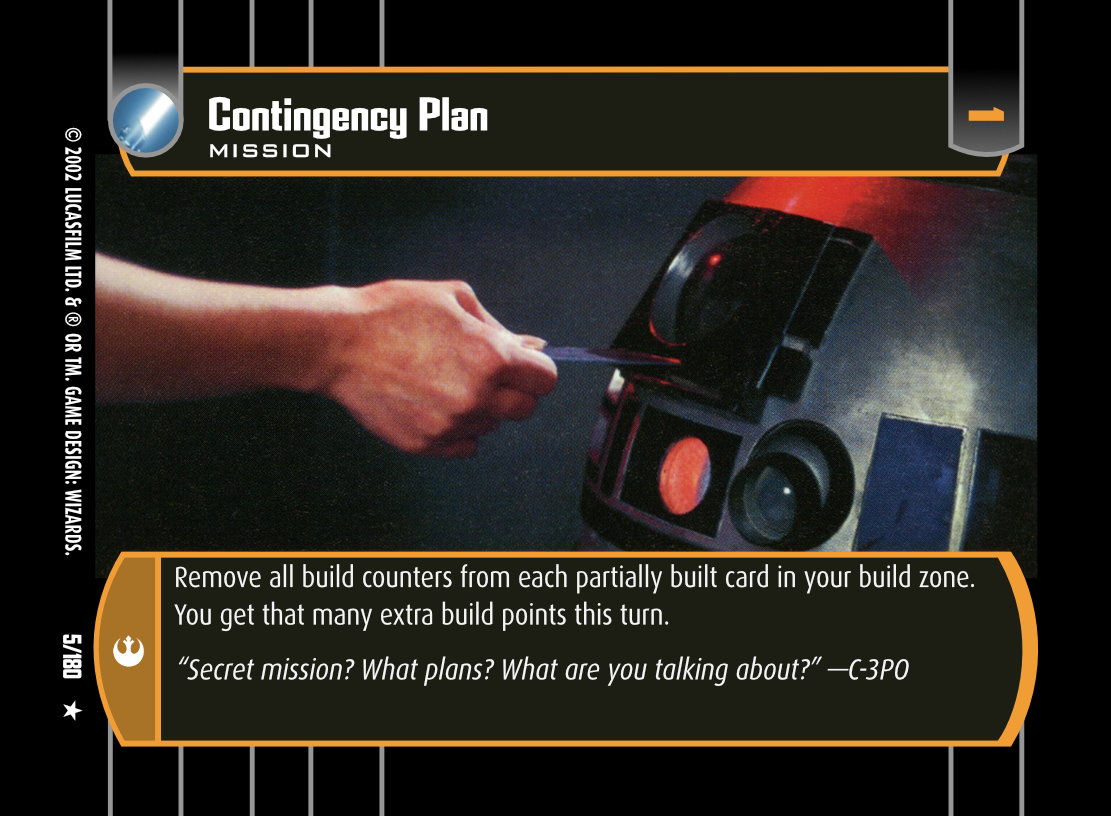 Contingency Plan
MISSION
1
Remove all build counters from each partially built card in your build zone.
You get that many extra build points this turn.
“Secret mission? What plans? What are you talking about?” —C-3PO
© 2002 LUCASFILM LTD. & ® OR TM. GAME DESIGN: WIZARDS.
5/180 ★